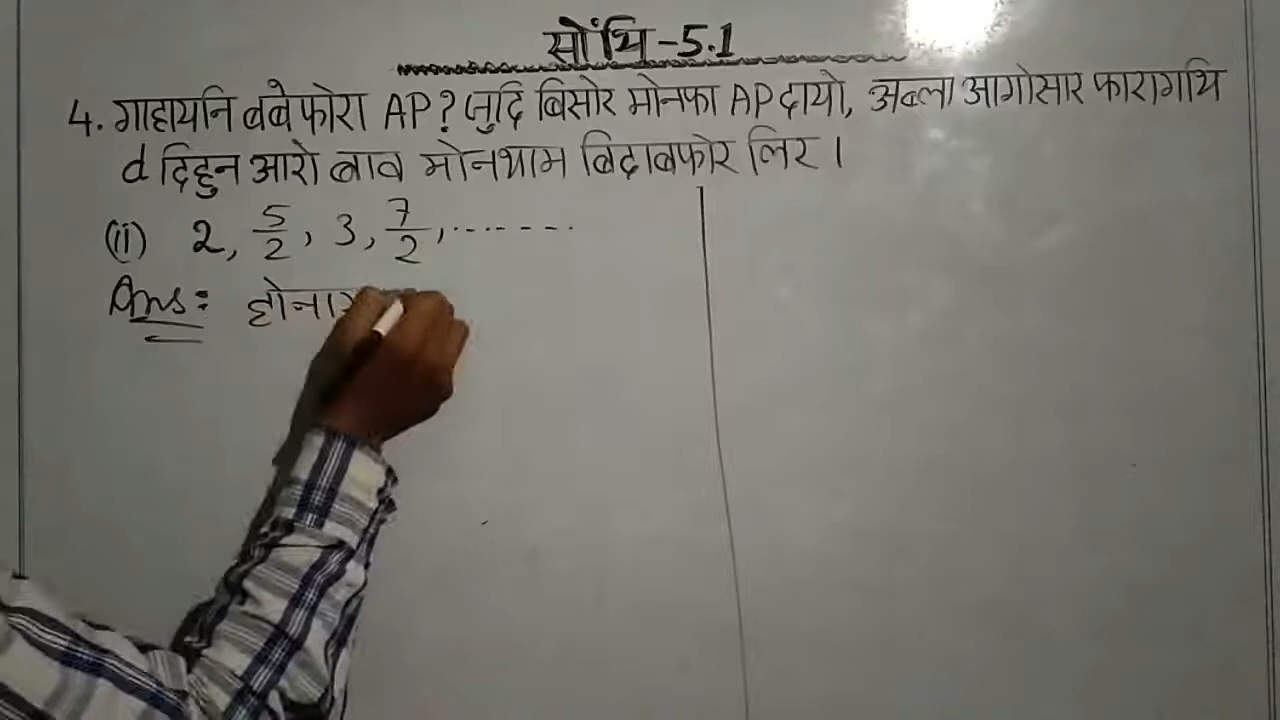 सोंथि-5.1
4. गाहायनि बबेफोरा AP? जुदि बिसोर मोनफा AP दायो, अब्ला आगोसार फारागथि
d दिहुन आरो बाव मोनथाम बिदाबफोर लिर।
(ii) 2, 5/2, 3, 7/2, .......
Ans: होना